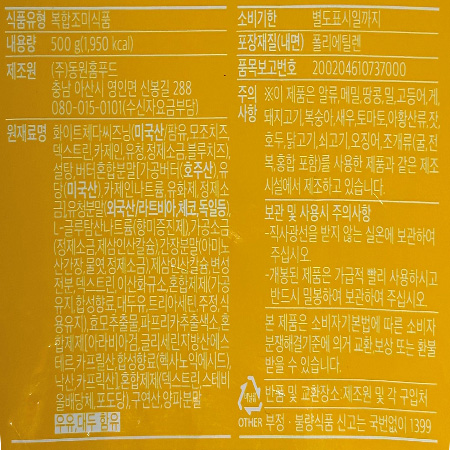 식품유형 복합조미식품
내용량 500 g(1,950 kcal)
제조원 (주)동원홈푸드
충남 아산시 영인면 신봉길 288
080-015-0101(수신자요금부담)
원재료명 화이트체다씨즈닝[미국산(팜유,모조치즈,
덱스트린,카제인,유청,정제소금,블루치즈),
설탕,버터혼합분말{가공버터(호주산),유
당(미국산),카제인나트륨,유화제,정제소
금},유청분말(외국산/라트비아,체코,독일등),
L-글루탐산나트륨(향미증진제),가공소금
(정제소금,제삼인산칼슘),간장분말(아미노
산간장,물엿,정제소금),제삼인산칼슘,변성
전분,덱스트린,이산화규소,혼합제제(가공
유지,합성향료,대두유,트리아세틴,주정,식
용유지),효모추출물,파프리카추출색소,혼
합제제[아라비아검,글리세린지방산에스
테르,카프릴산,합성향료(헥사노익에시드),
낙산,카프르산],혼합제제(덱스트린,스테비
올배당체,포도당),구연산,양파분말
우유,대두 함유
소비기한 별도표시일까지
포장재질(내면) 폴리에틸렌
품목보고번호 200204610737000
주의사항 ※이 제품은 알류,메밀,땅콩,밀,고등어,게,
돼지고기,복숭아,새우,토마토,아황산류,잣,
호두,닭고기,쇠고기,오징어,조개류(굴,전
복,홍합 포함)를 사용한 제품과 같은 제조
시설에서 제조하고 있습니다.
보관 및 사용시 주의사항
-직사광선을 받지 않는 실온에 보관하여
주십시오
-개봉된 제품은 가급적 빨리 사용하시고
반드시 밀봉하여 보관하여 주십시오
본 제품은 소비자기본법에 따른 소비자
분쟁해결기준에 의거 교환,보상 또는 환불
받을 수 있습니다.
반품 및 교환장소:제조원 및 각 구입처
OTHER 부정·불량식품 신고는 국번없이 1399